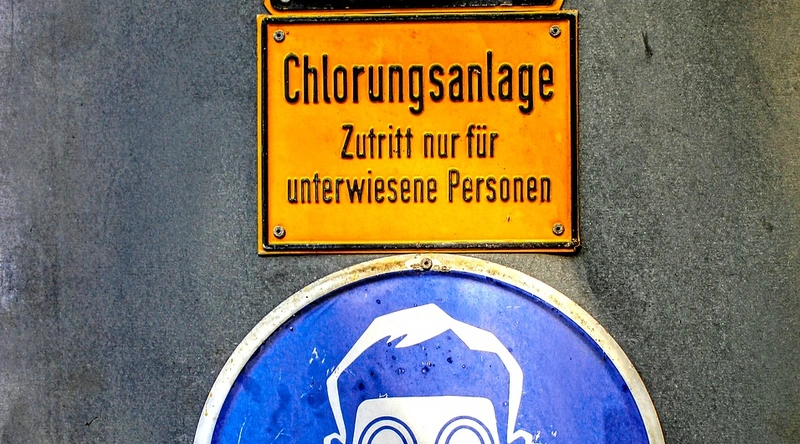 Chlorungsanlage
Zutritt nur für
unterwiesene Personen